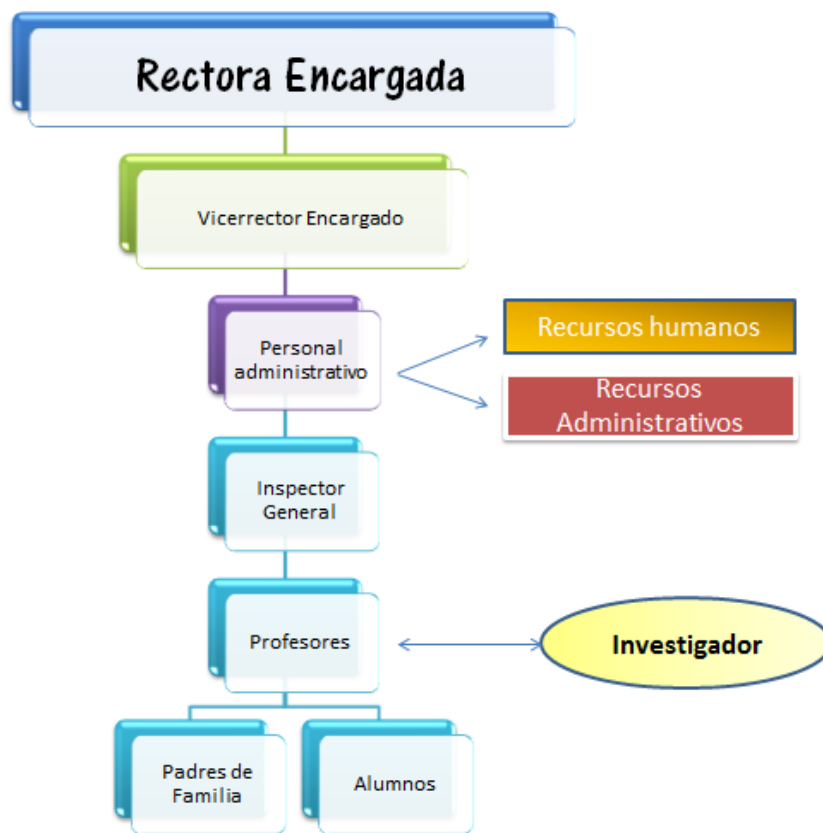 Rectora Encargada
Vicerrector Encargado
Personal
administrativo
Recursos humanos
Recursos
Administrativos
Inspector
General
Profesores
Investigador
Padres de
Familia
Alumnos